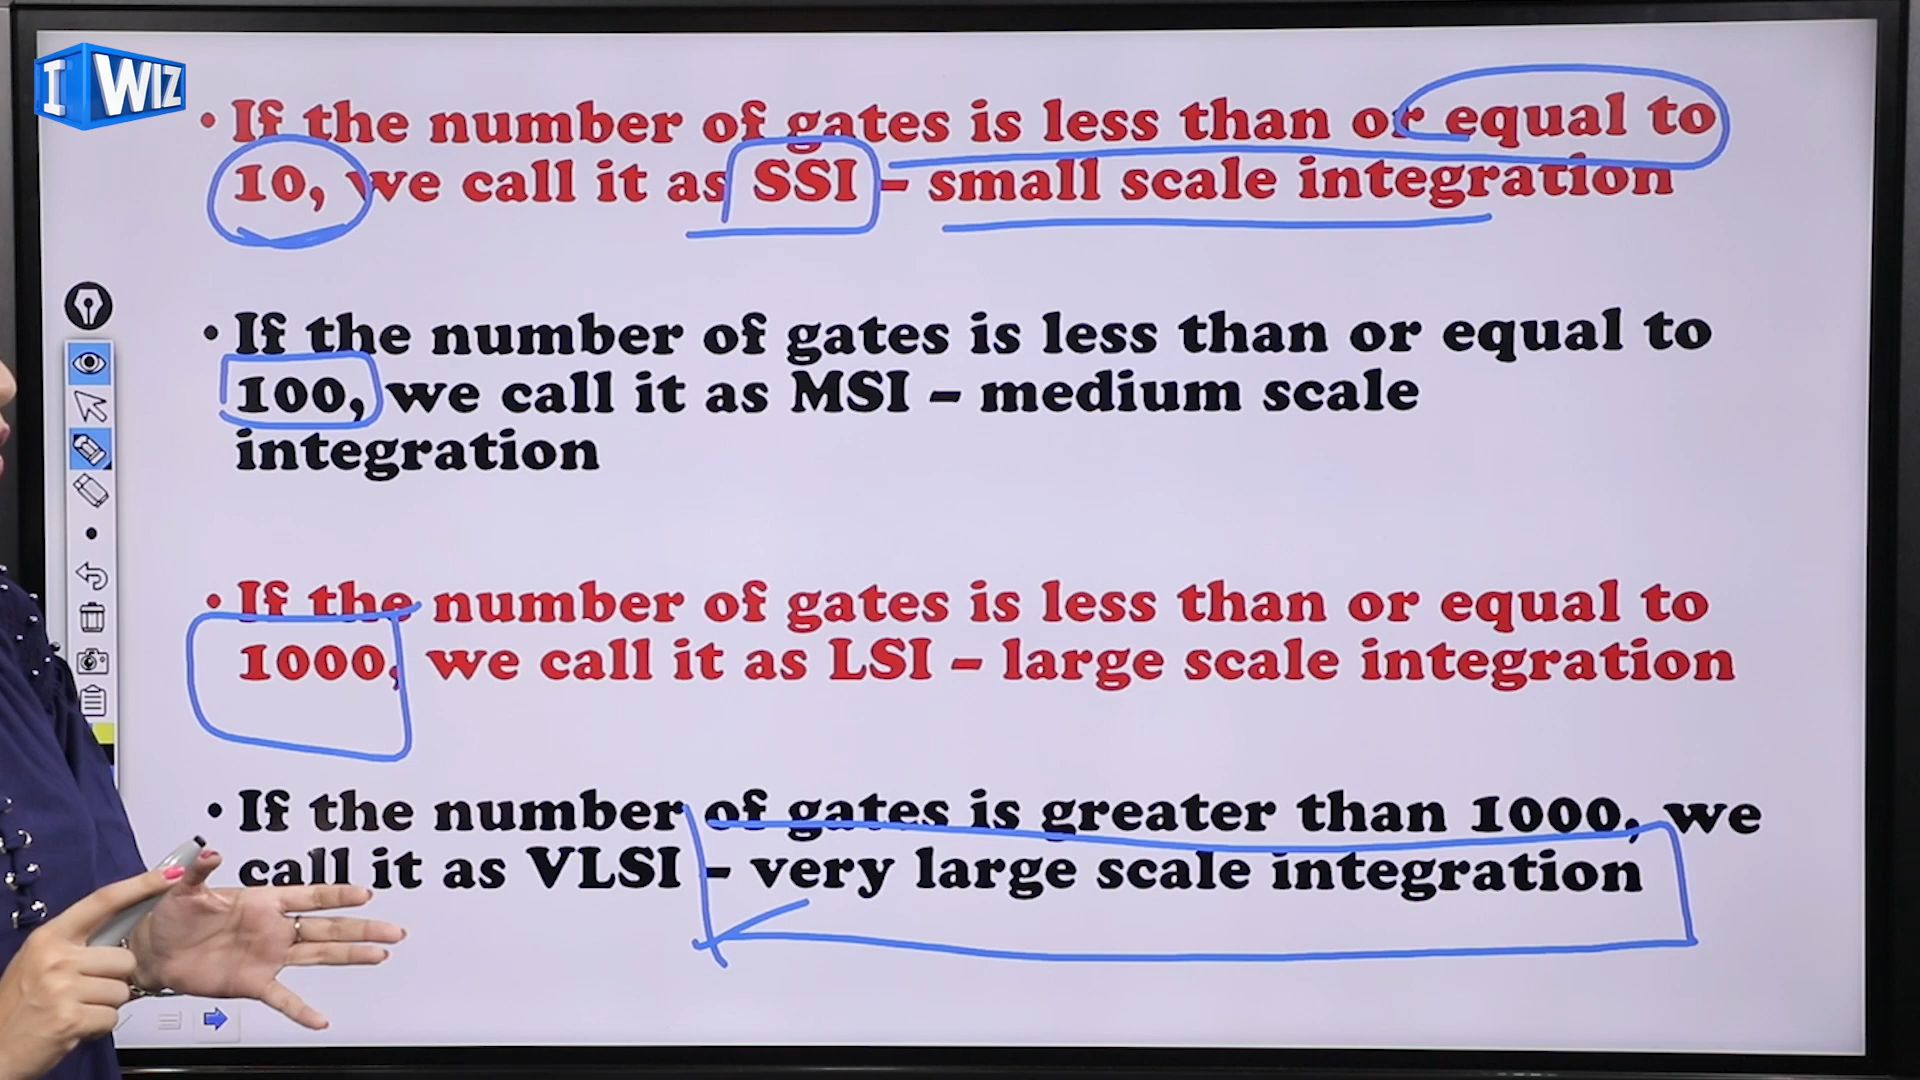 I WIZ
• If the number of gates is less than or equal to
10, we call it as SSI – small scale integration
• If the number of gates is less than or equal to
100, we call it as MSI – medium scale
integration
• If the number of gates is less than or equal to
1000, we call it as LSI – large scale integration
• If the number of gates is greater than 1000, we
call it as VLSI – very large scale integration